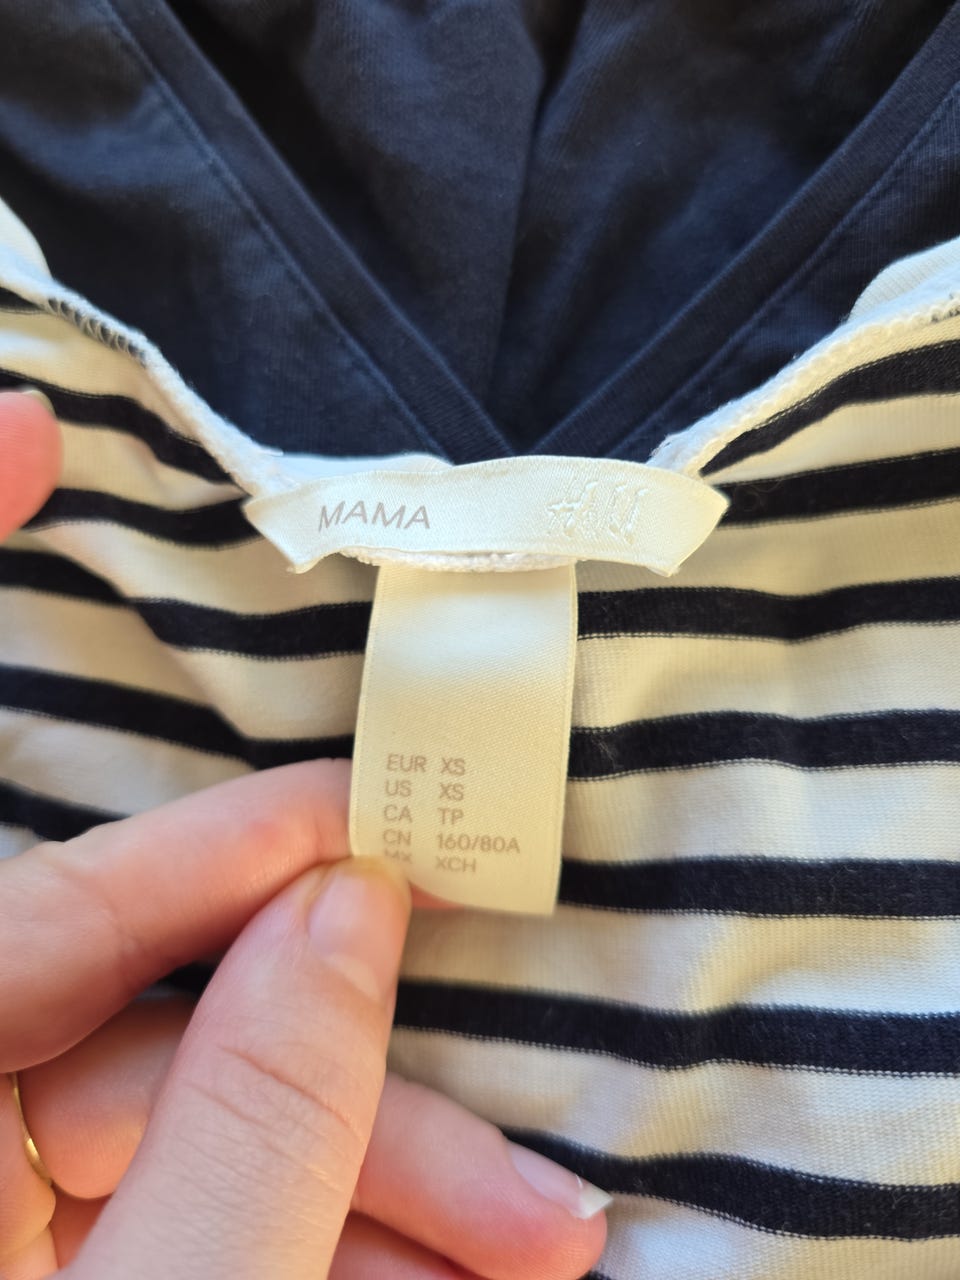 MAMA
EUR XS
US XS
CA TP
CN 160/80A
MX XCH